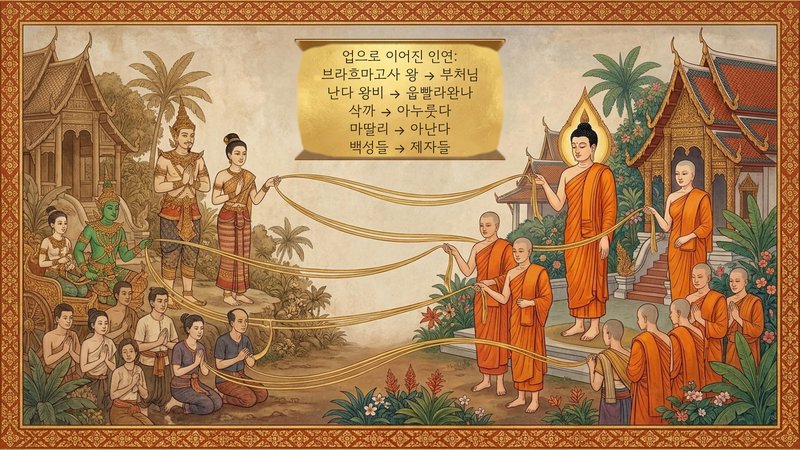 업으로 이어진 인연:
브라흐마고사 왕 → 부처님
난다 왕비 → 웁빨라완나
삭까 → 아누룻다
마딸리 → 아난다
백성들 → 제자들